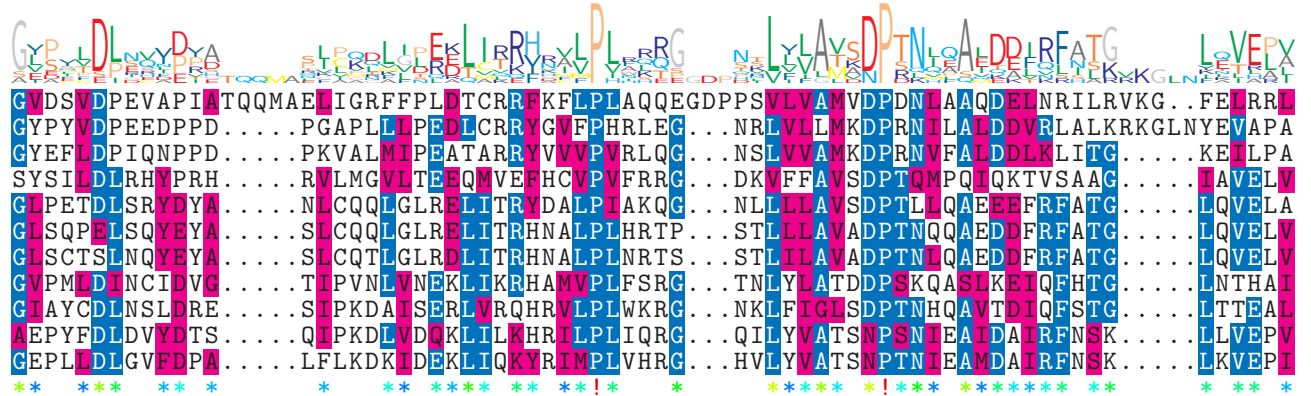 GVDSVDPEVAPIATQQMAELIGRFFPLDTCRRFKFLPLAQQEGDPPSVLVAMVDPDNLAAQDELNRILRVKG..FELRRL
GYPYVDPEEDPPD.....PGAPLLLPEDLCRRYGVFPHRLEG...NRLVLLMKDPRNILALDDVRLALKRKGLNYEVAPA
GYEFLDPIQNPPD.....PKVALMIPEATARRYVVVPVRLQG...NSLVVAMKDPRNVFALDDLKLITG.....KEILPA
SYSILDLRHYPRH.....RVLMGVLTEEQMVEFHCVPVFRRG...DKVFFAVSDPTQMPQIQKTVSAAG.....IAVELV
GLPETDLSRYDYA.....NLCQQLGLRELITRYDALPIAKQG...NLLLLAVSDPTLLQAEEEFRFATG.....LQVELA
GLSQPELSQYEYA.....SLCQQLGLRELITRHNALPLHRTP...STLLLAVADPTNQQAEDDFRFATG.....LQVELV
GLSCTSLNQYEYA.....SLCQTLGLRDLITRHNALPLNRTS...STLILAVADPTNLQAEDDFRFATG.....LQVELV
GVPMLDINCIDVG.....TIPVNLVNEKLIKRHAMVPLFSRG...TNLYLATDDPSKQASLKEIQFHTG.....LNTHAI
GIAYCDLNSLDRE.....SIPKDAISERLVRQHRVLPLWKRG...NKLFIGLSDPTNHQAVTDIQFSTG.....LTTEAL
AEPYFDLDVYDTS.....QIPKDLVDQKLILKHRILPLIQRG...QILYVATSNPSNIEAIDAIRFNSK.....LLVEPV
GEPLLDLGVFDPA.....LFLKDKIDEKLIQKYRIMPLVHRG...HVLYVATSNPTNIEAMDAIRFNSK.....LKVEPI
** *** ** * * ** **** ** **!* * ***** *!*** ******* ** * ** *